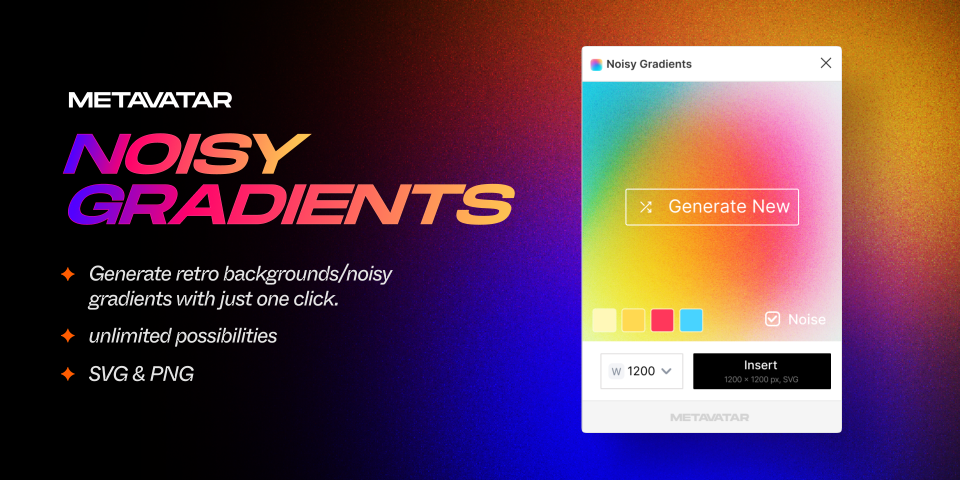 METAVATAR
NOISY
GRADIENTS
Generate retro backgrounds/noisy
gradients with just one click.
unlimited possibilities
SVG & PNG
Noisy Gradients
Generate New
Noise
W 1200
Insert
1200 × 1200 px, SVG
METAVATAR